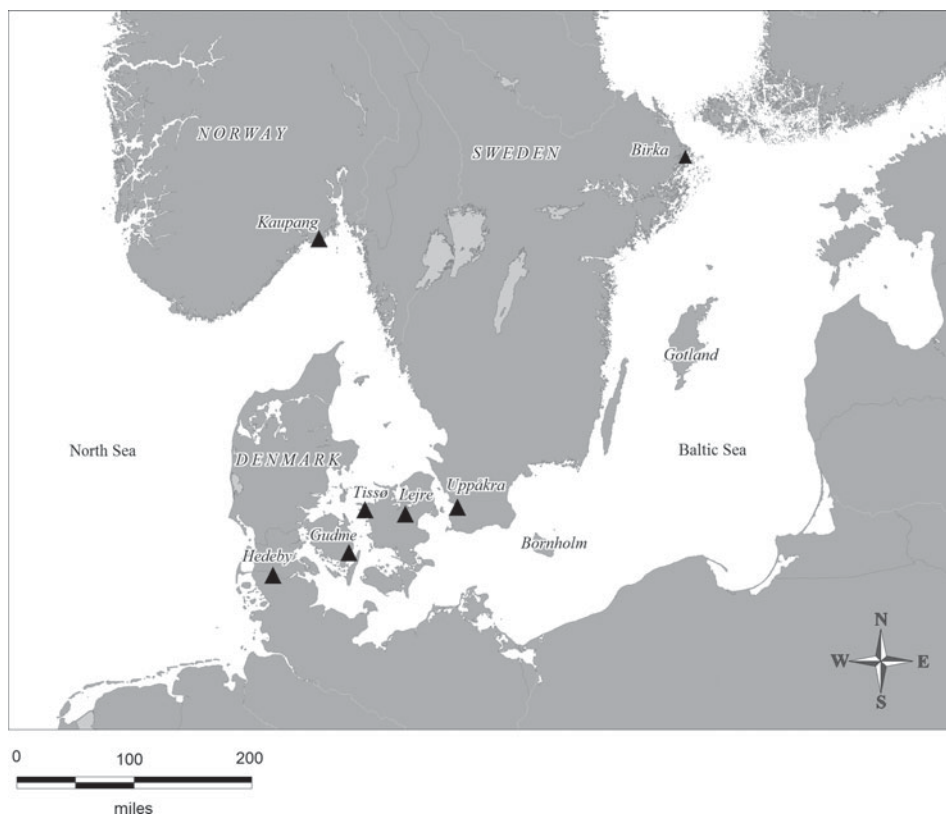 NORWAY
SWEDEN
Birka
Kaupang
Gotland
North Sea
DENMARK
Baltic Sea
Tissø
Lejre
Uppåkra
Gudme
Bornholm
Hedeby
N
W
E
S
0
100
200
miles